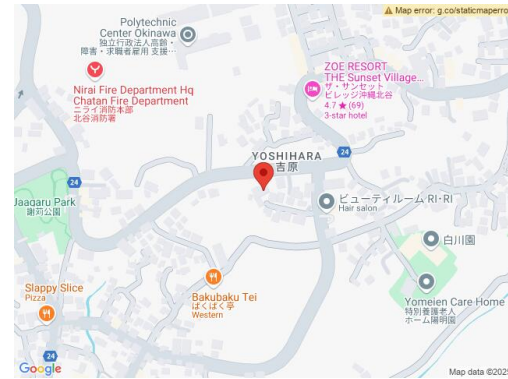 Map error: g.co/staticmaperro
Polytechnic
Center Okinawa
独立行政法人高齢・
障害・求職者雇用 支援…
Nirai Fire Department Hq
Chatan Fire Department
ニライ消防本部
北谷消防署
ZOE RESORT
THE Sunset Village...
ザ・サンセット
ビレッジ沖縄北谷
4.7 ★ (69)
3-star hotel
YOSHIHARA
吉原
24
24
Jaagaru Park
謝苅公園
ビューティルーム RI-RI
Hair salon
白川園
Slappy Slice
Pizza
Bakubaku Tei
ばくばく亭
Western
Yomeien Care Home
特別養護老人
ホーム陽明園
24
Google
Map data ©2025